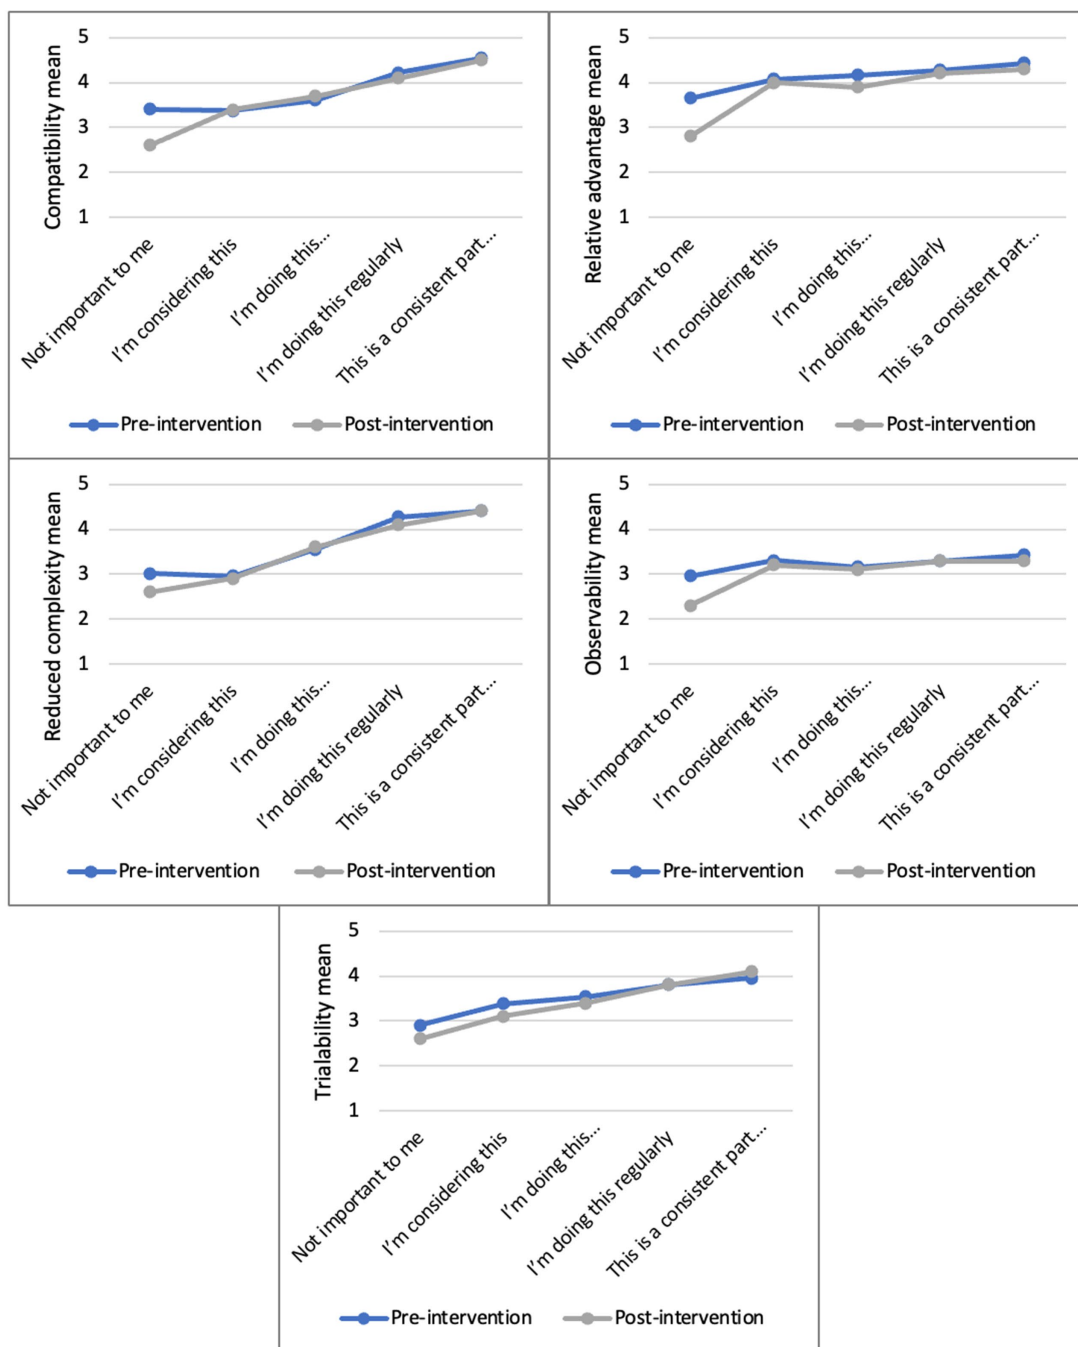 Compatibility mean
5
4
3
2
1
Not important to me
I'm considering this
I'm doing this...
I'm doing this regularly
This is a consistent part...
Pre-intervention
Post-intervention
Relative advantage mean
5
4
3
2
1
Not important to me
I'm considering this
I'm doing this...
I'm doing this regularly
This is a consistent part...
Pre-intervention
Post-intervention
Reduced complexity mean
5
4
3
2
1
Not important to me
I'm considering this
I'm doing this...
I'm doing this regularly
This is a consistent part...
Pre-intervention
Post-intervention
Observability mean
5
4
3
2
1
Not important to me
I'm considering this
I'm doing this...
I'm doing this regularly
This is a consistent part...
Pre-intervention
Post-intervention
Trialability mean
5
4
3
2
1
Not important to me
I'm considering this
I'm doing this...
I'm doing this regularly
This is a consistent part...
Pre-intervention
Post-intervention